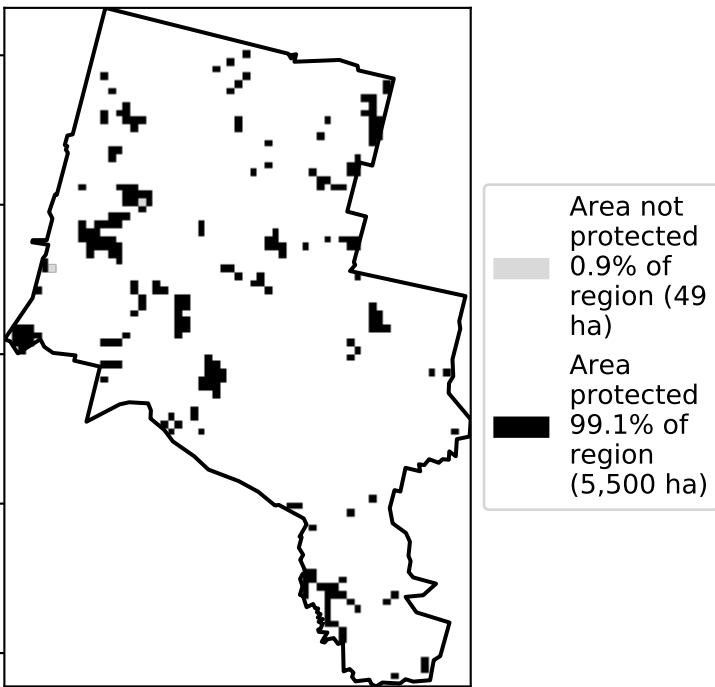 Area not
protected
0.9% of
region (49
ha)
Area
protected
99.1% of
region
(5,500 ha)